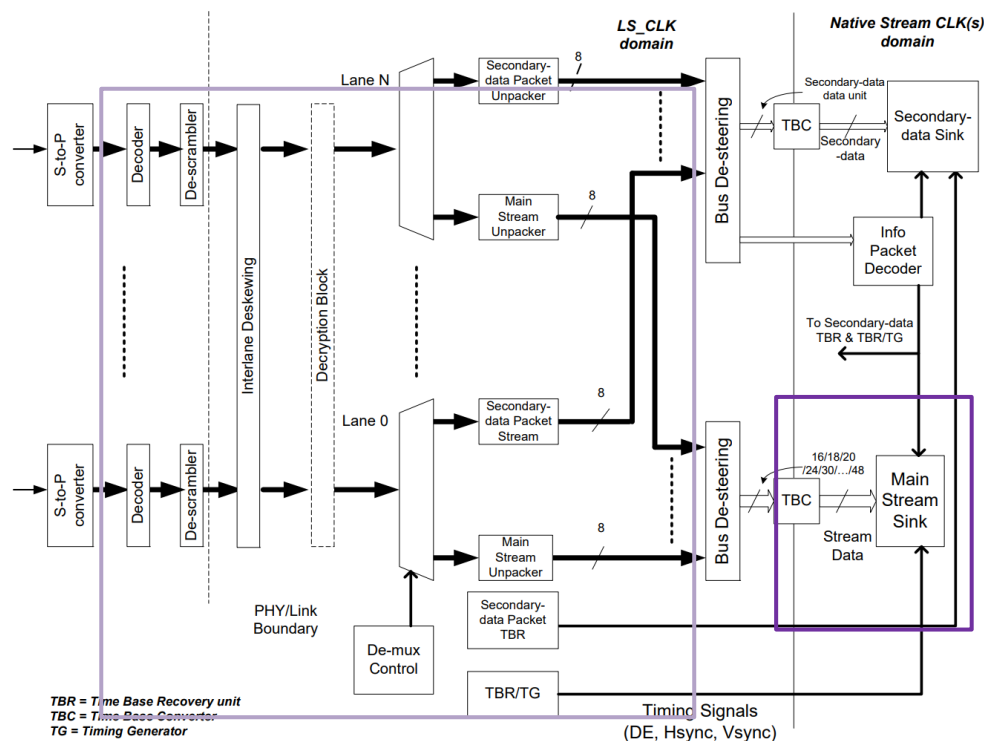 LS_CLK
domain
Native Stream CLK(s)
domain
Lane N
Secondary-
data Packet
Unpacker
8
Secondary-data
data unit
S-to-P
converter
Decoder
De-scrambler
Interlane Deskewing
Decryption Block
Bus De-steering
TBC
Secondary
-data
Secondary-
data Sink
Main
Stream
Unpacker
8
Info
Packet
Decoder
To Secondary-data
TBR & TBR/TG
Lane 0
Secondary-
data Packet
Stream
8
S-to-P
converter
Decoder
De-scrambler
Bus De-steering
16/18/20
/24/30/.../48
TBC
Stream
Data
Main
Stream
Sink
Main
Stream
Unpacker
8
PHY/Link
Boundary
De-mux
Control
Secondary-
data Packet
TBR
TBR/TG
Timing Signals
(DE, Hsync, Vsync)
TBR = Time Base Recovery unit
TBC = Time Base Converter
TG = Timing Generator